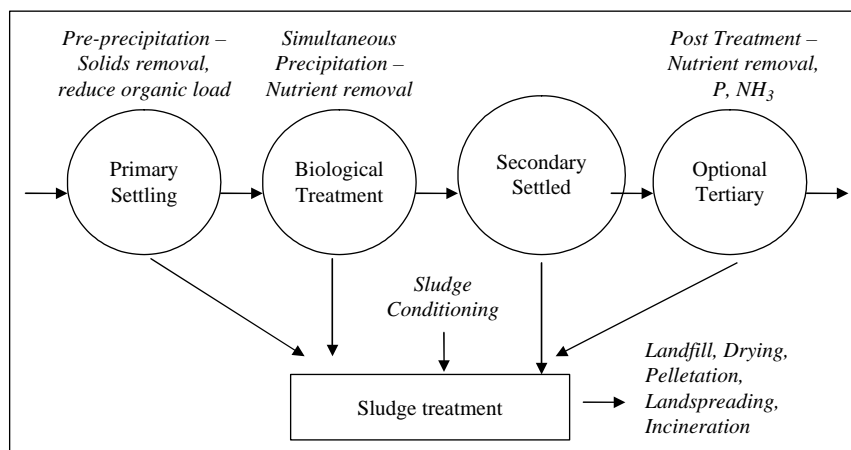 Pre-precipitation –
Solids removal,
reduce organic load
Simultaneous
Precipitation –
Nutrient removal
Post Treatment –
Nutrient removal,
P, NH3
Primary
Settling
Biological
Treatment
Secondary
Settled
Optional
Tertiary
Sludge
Conditioning
Sludge treatment
Landfill, Drying,
Pelletation,
Landspreading,
Incineration